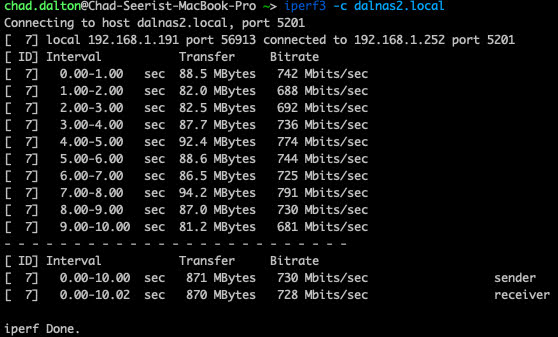 chad.dalton@Chad-Seerist-MacBook-Pro ~> iperf3 -c dalnas2.local
Connecting to host dalnas2.local, port 5201
[  7] local 192.168.1.191 port 56913 connected to 192.168.1.252 port 5201
[ ID] Interval           Transfer     Bitrate
[  7]   0.00-1.00   sec  88.5 MBytes   742 Mbits/sec
[  7]   1.00-2.00   sec  82.0 MBytes   688 Mbits/sec
[  7]   2.00-3.00   sec  82.5 MBytes   692 Mbits/sec
[  7]   3.00-4.00   sec  87.7 MBytes   736 Mbits/sec
[  7]   4.00-5.00   sec  92.4 MBytes   774 Mbits/sec
[  7]   5.00-6.00   sec  88.6 MBytes   744 Mbits/sec
[  7]   6.00-7.00   sec  86.5 MBytes   725 Mbits/sec
[  7]   7.00-8.00   sec  94.2 MBytes   791 Mbits/sec
[  7]   8.00-9.00   sec  87.0 MBytes   730 Mbits/sec
[  7]   9.00-10.00  sec  81.2 MBytes   681 Mbits/sec
- - - - - - - - - - - - - - - - - - - - - - - - -
[ ID] Interval           Transfer     Bitrate
[  7]   0.00-10.00  sec   871 MBytes   730 Mbits/sec                  sender
[  7]   0.00-10.02  sec   870 MBytes   728 Mbits/sec                  receiver
iperf Done.